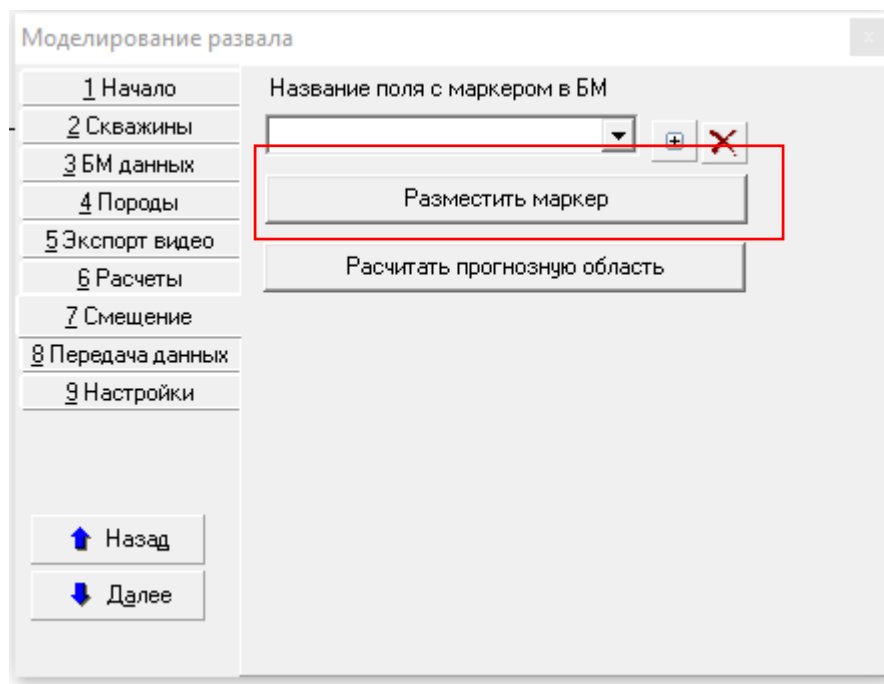 Моделирование развала
x
1 Начало
2 Скважины
3 БМ данных
4 Породы
5 Экспорт видео
6 Расчеты
7 Смещение
8 Передача данных
9 Настройки
Назад
Далее
Название поля с маркером в БМ
Разместить маркер
Расчитать прогнозную область